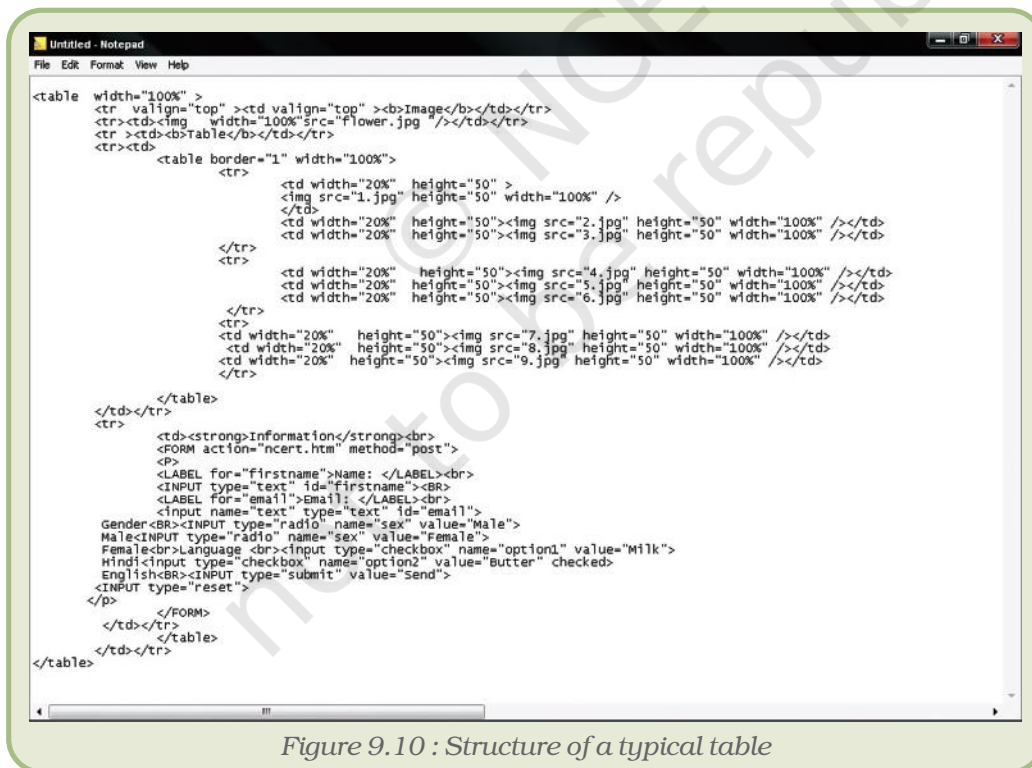 Untitled - Notepad
File Edit Format View Help
<table width="100%" >
<tr valign="top" ><td valign="top" ><b>Image</b></td></tr>
<tr><td><img width="100%"src="flower.jpg "/></td></tr>
<tr ><td><b>Table</b></td></tr>
<tr><td>
<table border="1" width="100%">
<tr>
<td width="20%" height="50" >
<img src="1.jpg" height="50" width="100%" />
</td>
<td width="20%" height="50"><img src="2.jpg" height="50" width="100%" /></td>
<td width="20%" height="50"><img src="3.jpg" height="50" width="100%" /></td>
</tr>
<tr>
<td width="20%" height="50"><img src="4.jpg" height="50" width="100%" /></td>
<td width="20%" height="50"><img src="5.jpg" height="50" width="100%" /></td>
<td width="20%" height="50"><img src="6.jpg" height="50" width="100%" /></td>
</tr>
<tr>
<td width="20%" height="50"><img src="7.jpg" height="50" width="100%" /></td>
<td width="20%" height="50"><img src="8.jpg" height="50" width="100%" /></td>
<td width="20%" height="50"><img src="9.jpg" height="50" width="100%" /></td>
</tr>
</table>
</td></tr>
<tr>
<td><strong>Information</strong><br>
<FORM action="ncert.htm" method="post">
<P>
<LABEL for="firstname">Name: </LABEL><br>
<INPUT type="text" id="firstname"><BR>
<LABEL for="email">Email: </LABEL><br>
<input name="text" type="text" id="email">
Gender<BR><INPUT type="radio" name="sex" value="Male">
Male<INPUT type="radio" name="sex" value="Female">
Female<br>Language <br><input type="checkbox" name="option1" value="Milk">
Hindi<input type="checkbox" name="option2" value="Butter" checked>
English<BR><INPUT type="submit" value="Send">
<INPUT type="reset">
</p>
</FORM>
</td></tr>
</table>
</td></tr>
</table>
Figure 9.10 : Structure of a typical table
© NCE
not to be republ